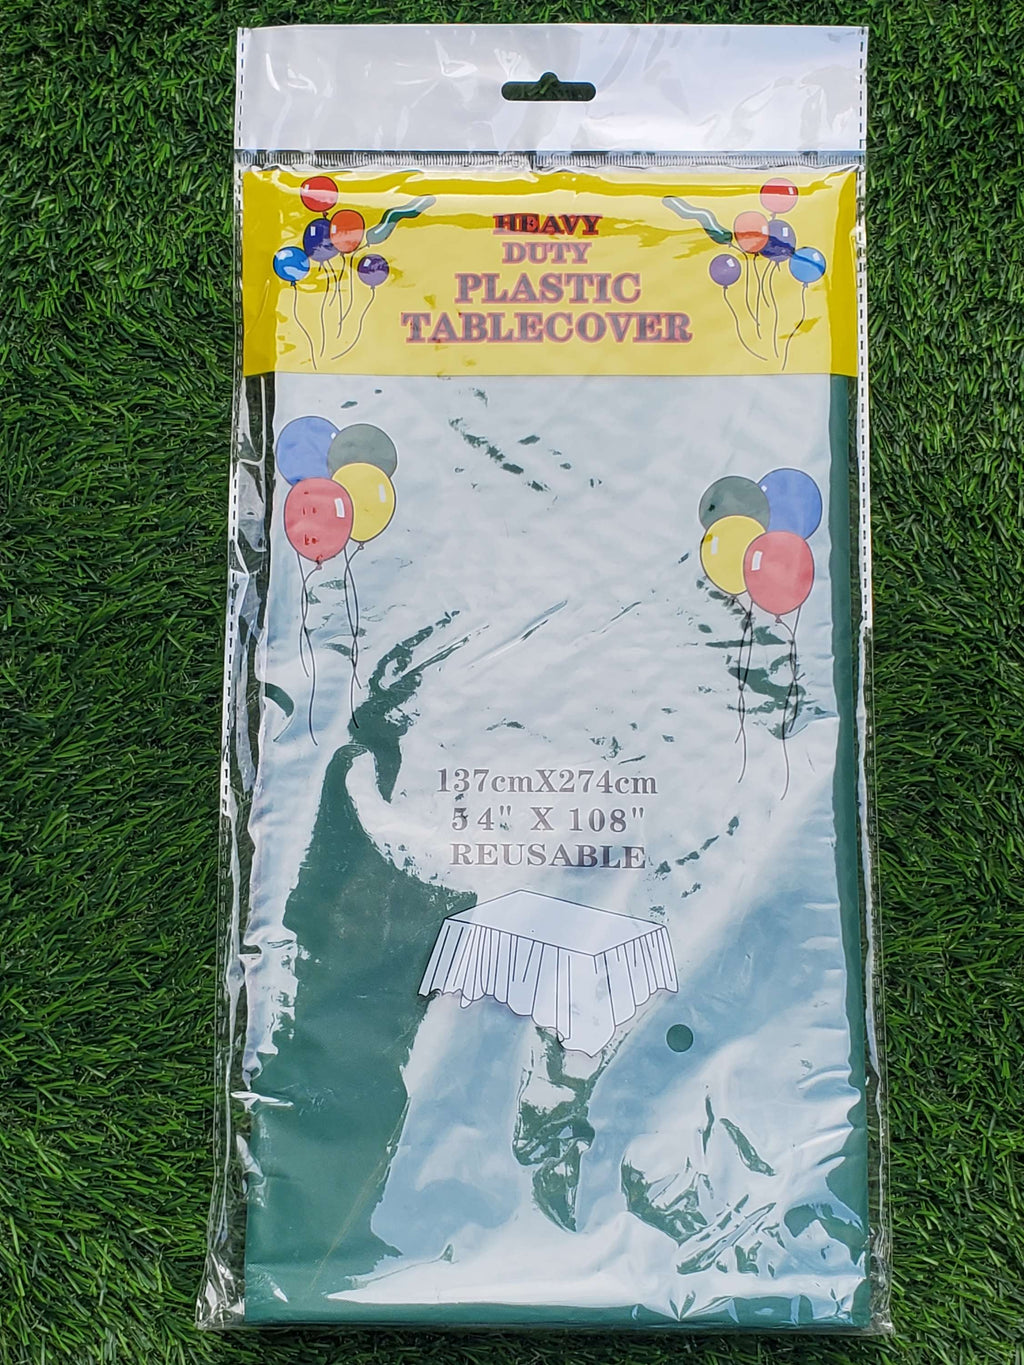 HEAVY
DUTY
PLASTIC
TABLECOVER
137cmX274cm
54" X 108"
REUSABLE